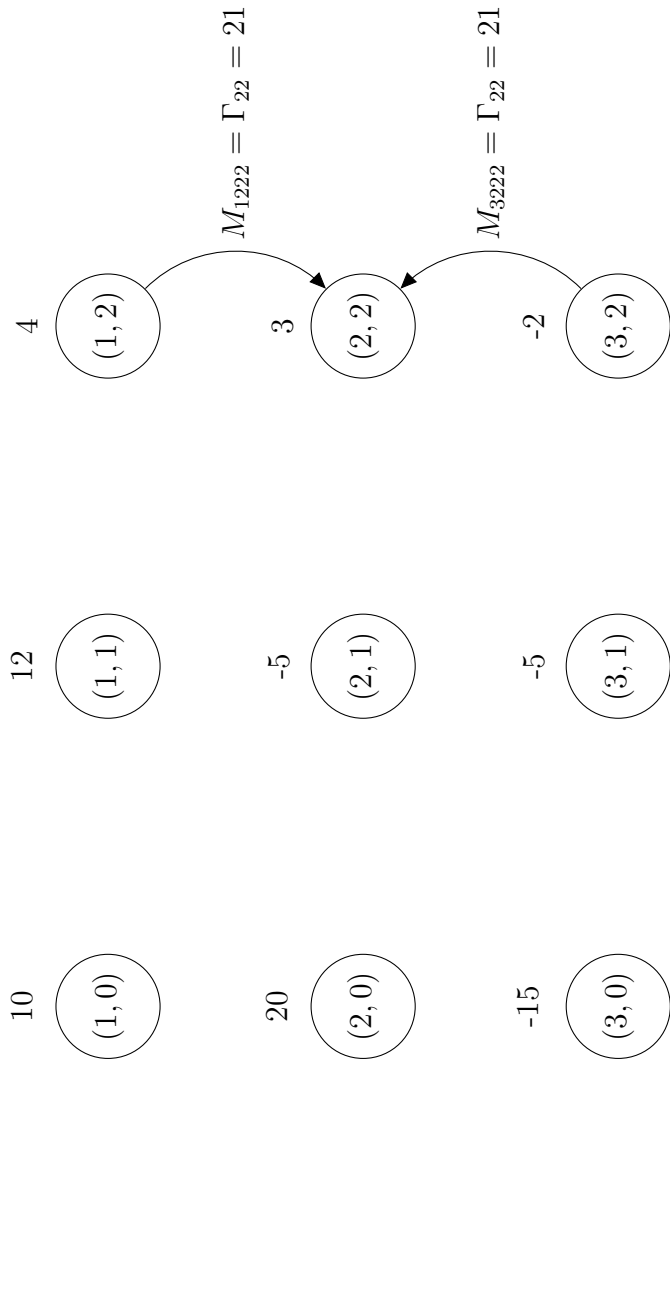 10 12 4
(1, 0) (1, 1) (1, 2)
M₁₂₂₂ = Γ₂₂ = 21
20 -5 3
(2, 0) (2, 1) (2, 2)
M₃₂₂₂ = Γ₂₂ = 21
-15 -5 -2
(3, 0) (3, 1) (3, 2)